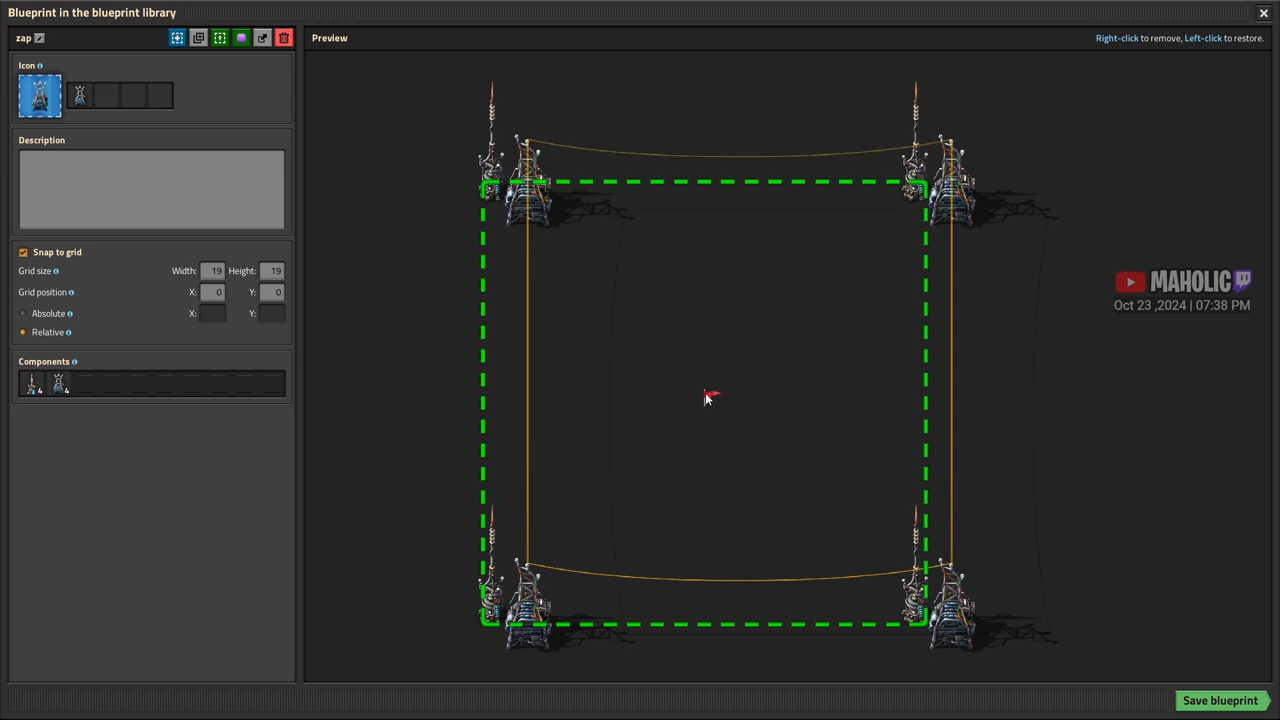 Blueprint in the blueprint library
zap
Preview
Right-click to remove, Left-click to restore.
Icon
Description
Snap to grid
Grid size
Width: 19 Height: 19
Grid position
X: 0 Y: 0
Absolute
X: Y:
Relative
Components
4 4
MAHOLIC
Oct 23 ,2024 | 07:38 PM
Save blueprint